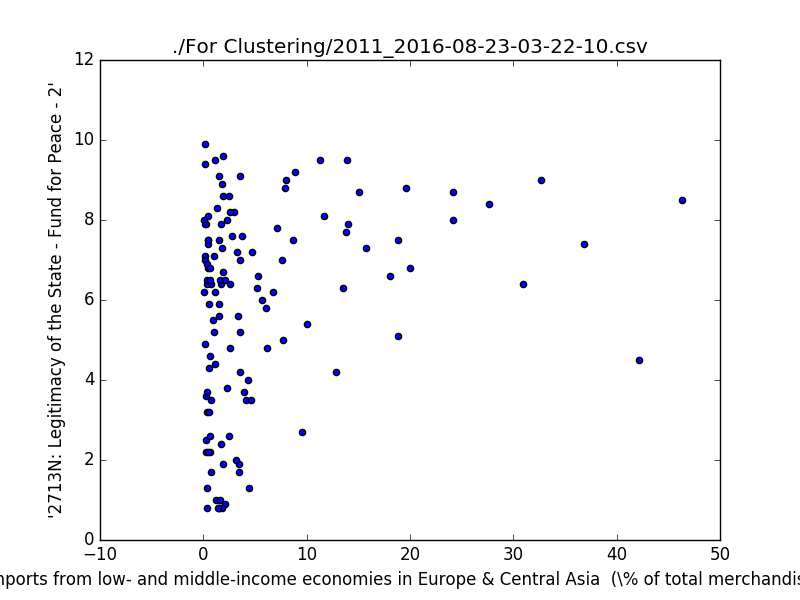 ./For Clustering/2011_2016-08-23-03-22-10.csv
12
10
8
6
4
2
0
'2713N: Legitimacy of the State - Fund for Peace - 2'
−10 0 10 20 30 40 50
from low- and middle-income economies in Europe & Central Asia (\% of total